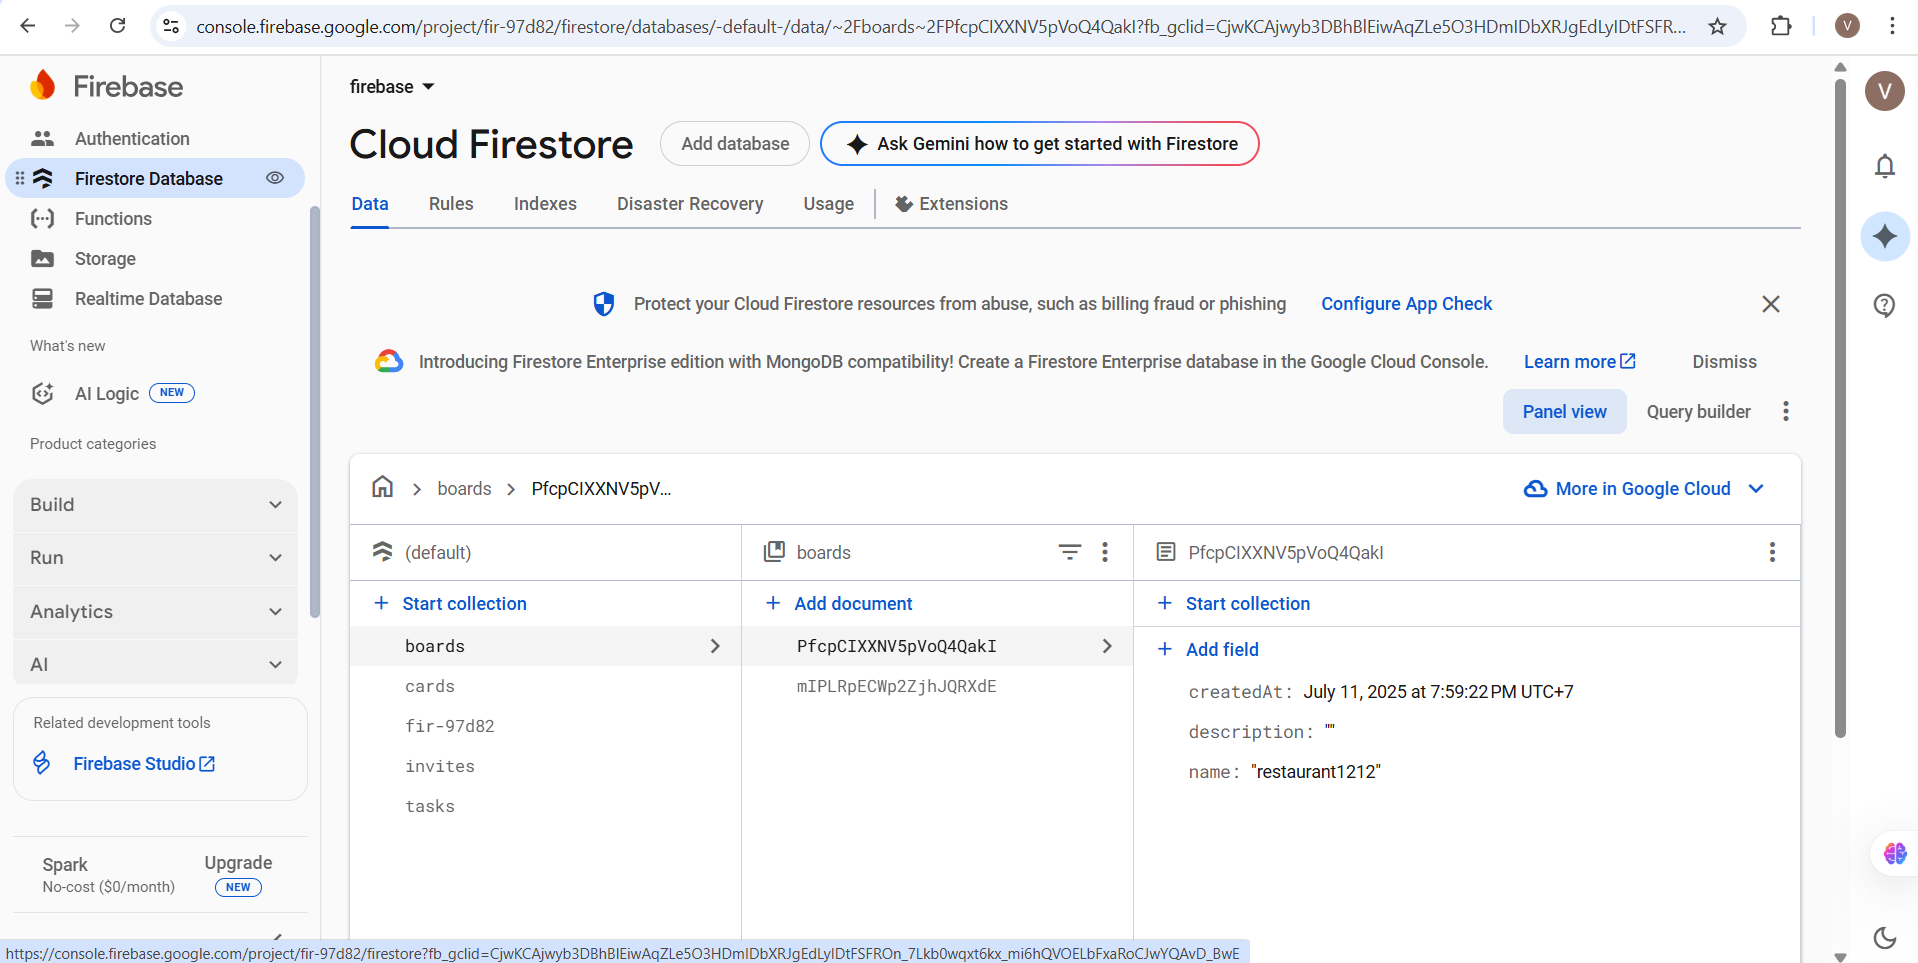 console.firebase.google.com/project/fir-97d82/firestore/databases/-default-/data/~2Fboards~2FPfcpCIXXNV5pVoQ4QakI?fb_gclid=CjwKCAjwyb3DBhBlEiwAqZLe5O3HDmIDbXRJgEdLyIDtFSFR...
V
Firebase
Authentication
Firestore Database
Functions
Storage
Realtime Database
What's new
AI Logic NEW
Product categories
Build
Run
Analytics
AI
Related development tools
Firebase Studio
Spark
No-cost ($0/month)
Upgrade
NEW
firebase
V
Cloud Firestore
Add database
Ask Gemini how to get started with Firestore
Data Rules Indexes Disaster Recovery Usage Extensions
Protect your Cloud Firestore resources from abuse, such as billing fraud or phishing Configure App Check
Introducing Firestore Enterprise edition with MongoDB compatibility! Create a Firestore Enterprise database in the Google Cloud Console. Learn more Dismiss
Panel view Query builder
boards PfcpCIXXNV5pV...
More in Google Cloud
(default)
+ Start collection
boards
cards
fir-97d82
invites
tasks
boards
+ Add document
PfcpCIXXNV5pVoQ4QakI
mIPLRpECWp2ZjhJQRXdE
PfcpCIXXNV5pVoQ4QakI
+ Start collection
+ Add field
createdAt: July 11, 2025 at 7:59:22 PM UTC+7
description: ""
name: "restaurant1212"
https://console.firebase.google.com/project/fir-97d82/firestore?fb_gclid=CjwKCAjwyb3DBhBlEiwAqZLe5O3HDmIDbXRJgEdLyIDtFSFROn_7Lkb0wqxt6kx_mi6hQVOELbFxaRoCJwYQAvD_BwE